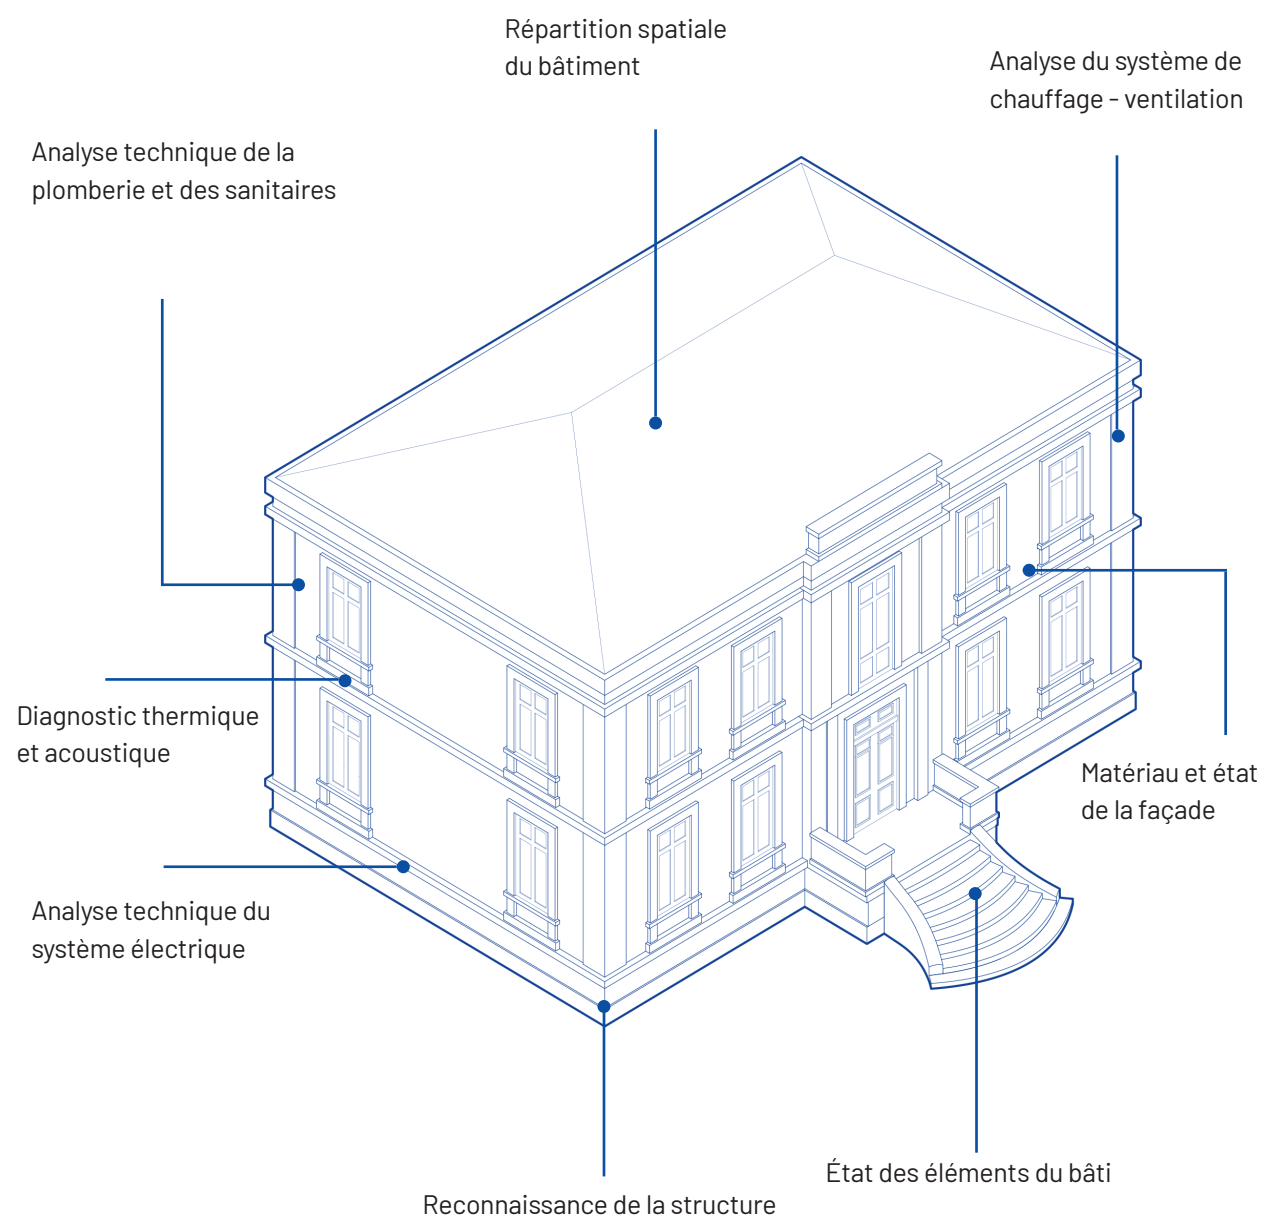 Répartition spatiale
du bâtiment
Analyse du système de
chauffage - ventilation
Analyse technique de la
plomberie et des sanitaires
Diagnostic thermique
et acoustique
Matériau et état
de la façade
Analyse technique du
système électrique
État des éléments du bâti
Reconnaissance de la structure